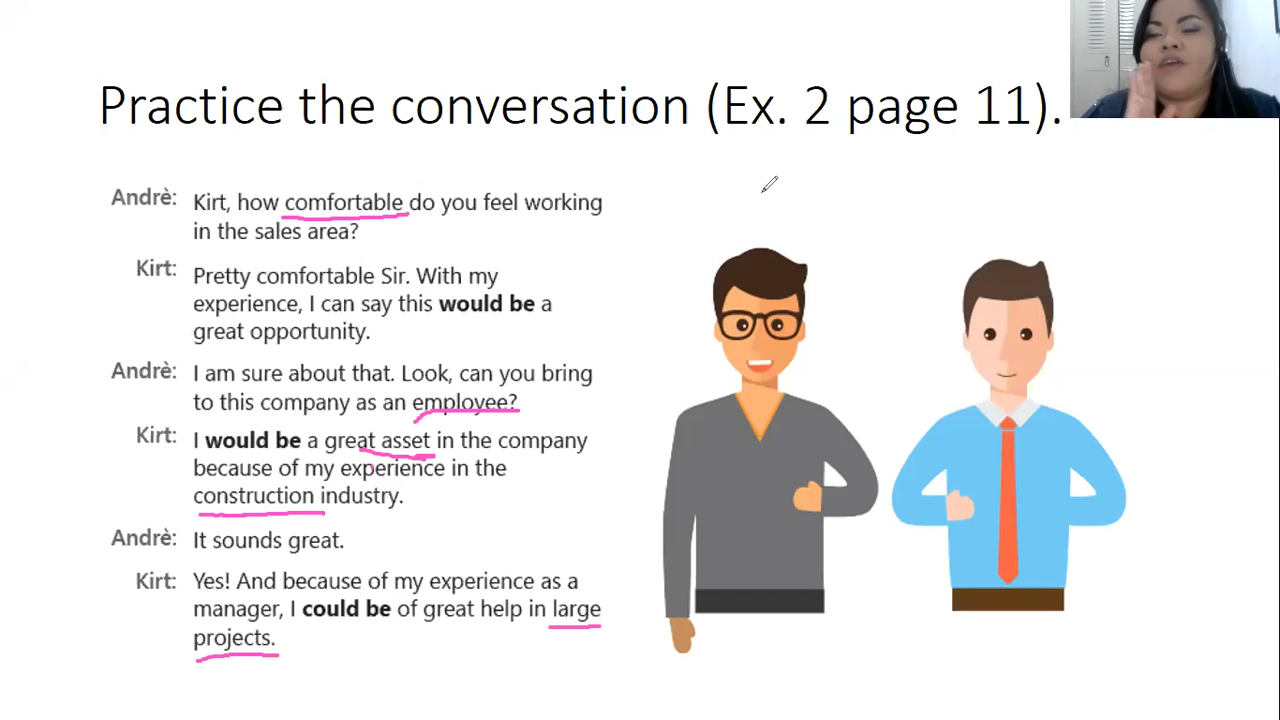 Practice the conversation (Ex. 2 page 11).
Andrè: Kirt, how comfortable do you feel working
in the sales area?
Kirt: Pretty comfortable Sir. With my
experience, I can say this would be a
great opportunity.
Andrè: I am sure about that. Look, can you bring
to this company as an employee?
Kirt: I would be a great asset in the company
because of my experience in the
construction industry.
Andrè: It sounds great.
Kirt: Yes! And because of my experience as a
manager, I could be of great help in large
projects.